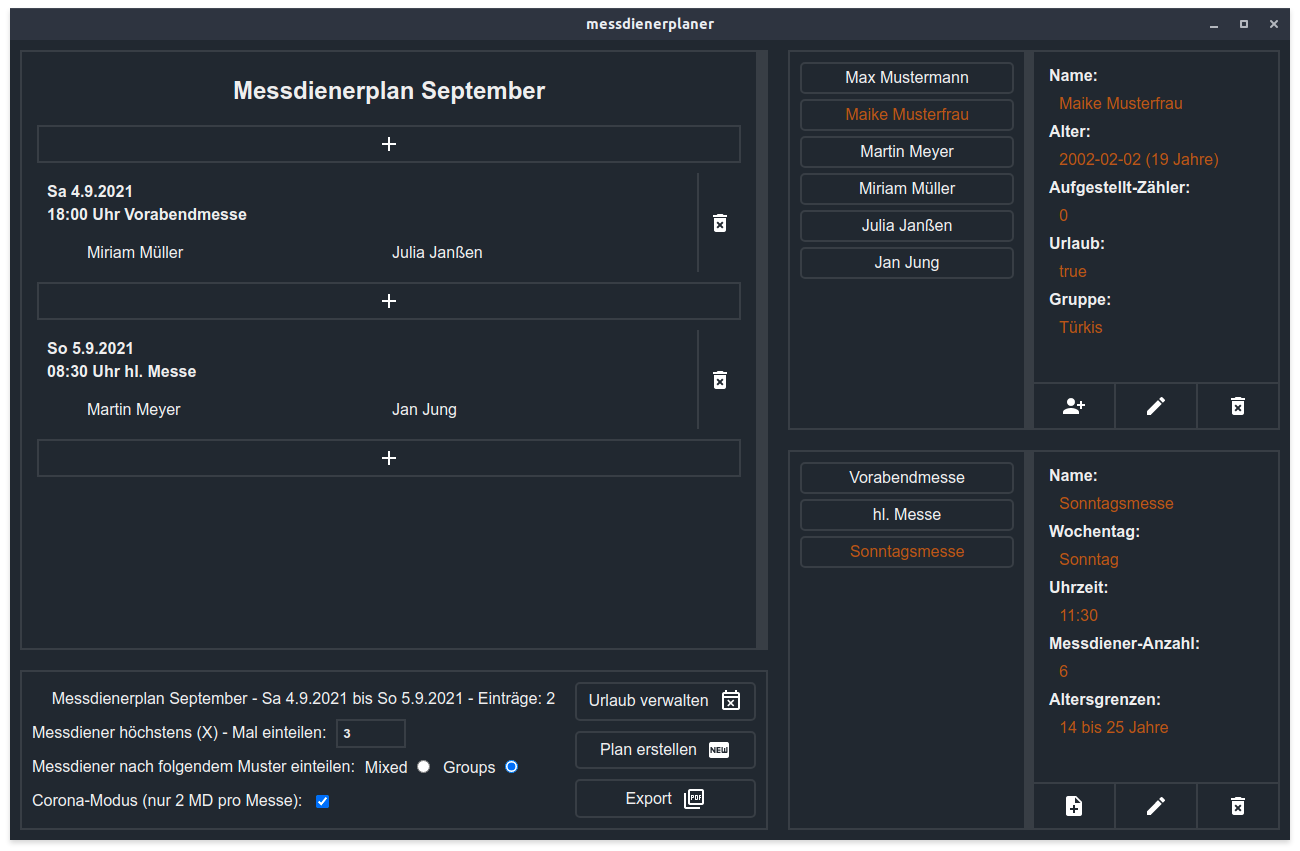 messdienerplaner
Messdienerplan September
+
Sa 4.9.2021
18:00 Uhr Vorabendmesse
Miriam Müller Julia Janßen
+
So 5.9.2021
08:30 Uhr hl. Messe
Martin Meyer Jan Jung
+
Messdienerplan September - Sa 4.9.2021 bis So 5.9.2021 - Einträge: 2
Messdiener höchstens (X) - Mal einteilen: 3
Messdiener nach folgendem Muster einteilen: Mixed Groups
Corona-Modus (nur 2 MD pro Messe):
Urlaub verwalten
Plan erstellen NEW
Export PDF
Max Mustermann
Maike Musterfrau
Martin Meyer
Miriam Müller
Julia Janßen
Jan Jung
Name:
Maike Musterfrau
Alter:
2002-02-02 (19 Jahre)
Aufgestellt-Zähler:
0
Urlaub:
true
Gruppe:
Türkis
Vorabendmesse
hl. Messe
Sonntagsmesse
Name:
Sonntagsmesse
Wochentag:
Sonntag
Uhrzeit:
11:30
Messdiener-Anzahl:
6
Altersgrenzen:
14 bis 25 Jahre